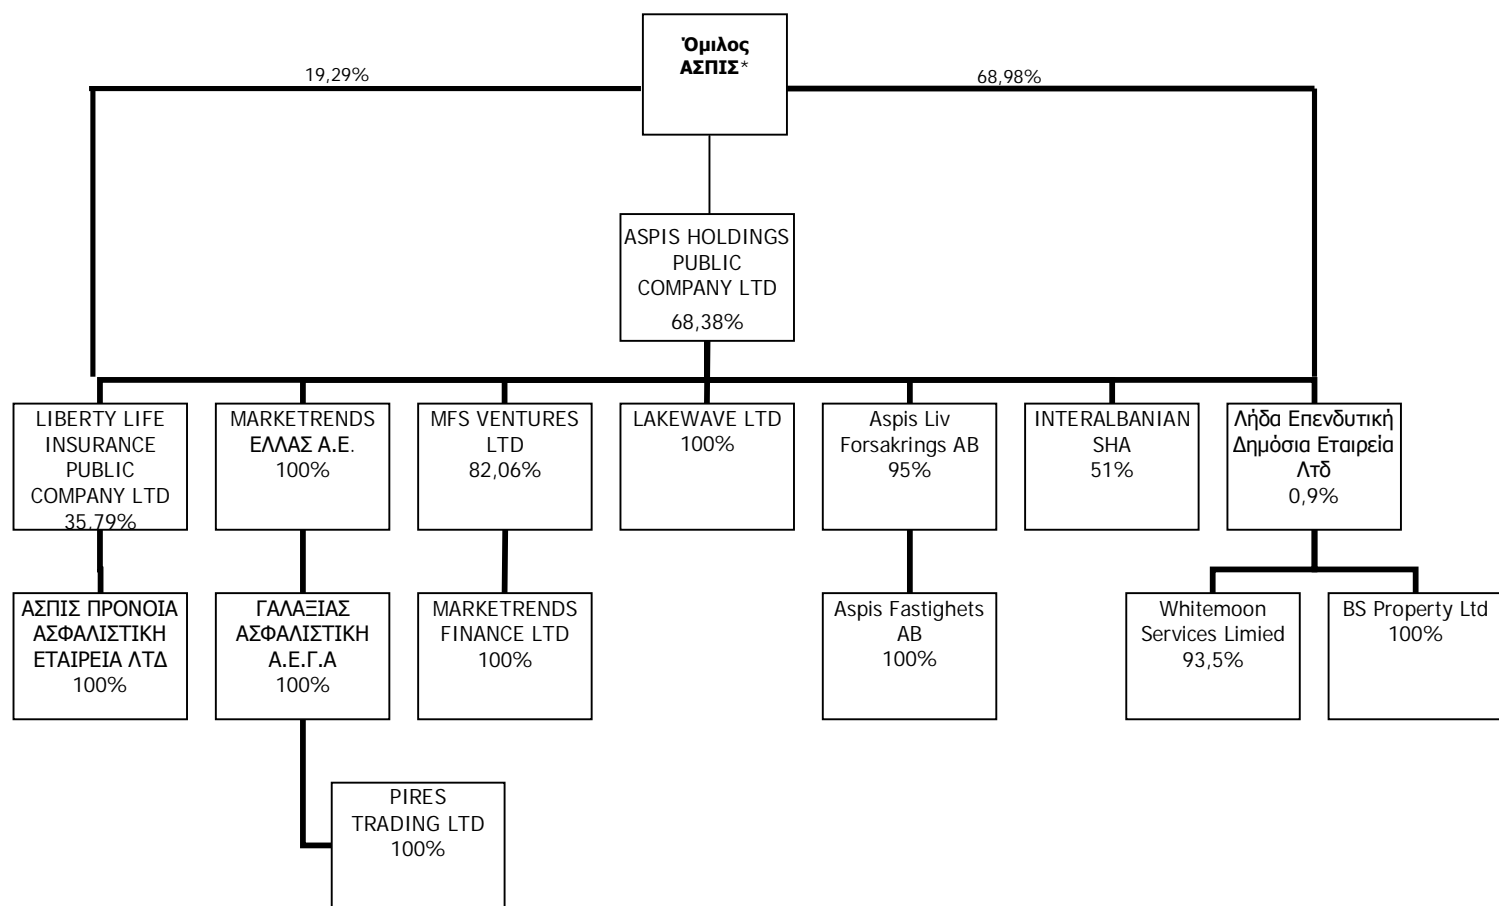 Όμιλος
ΑΣΠΙΣ*
19,29%
68,98%
ASPIS HOLDINGS
PUBLIC
COMPANY LTD
68,38%
LIBERTY LIFE
INSURANCE
PUBLIC
COMPANY LTD
35,79%
MARKETRENDS
ΕΛΛΑΣ Α.Ε.
100%
MFS VENTURES
LTD
82,06%
LAKEWAVE LTD
100%
Aspis Liv
Forsakrings AB
95%
INTERALBANIAN
SHA
51%
Λήδα Επενδυτική
Δημόσια Εταιρεία
Λτδ
0,9%
ΑΣΠΙΣ ΠΡΟΝΟΙΑ
ΑΣΦΑΛΙΣΤΙΚΗ
ΕΤΑΙΡΕΙΑ ΛΤΔ
100%
ΓΑΛΑΞΙΑΣ
ΑΣΦΑΛΙΣΤΙΚΗ
Α.Ε.Γ.Α
100%
MARKETRENDS
FINANCE LTD
100%
Aspis Fastighets
AB
100%
Whitemoon
Services Limied
93,5%
BS Property Ltd
100%
PIRES
TRADING LTD
100%